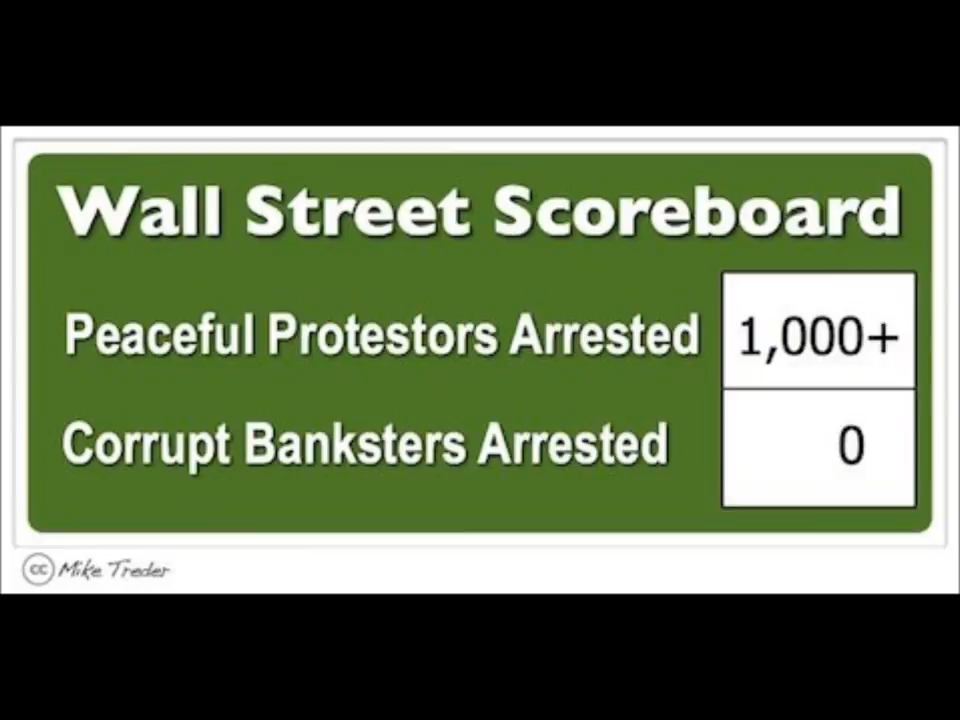 Wall Street Scoreboard
Peaceful Protestors Arrested 1,000+
Corrupt Banksters Arrested 0
cc Mike Treder